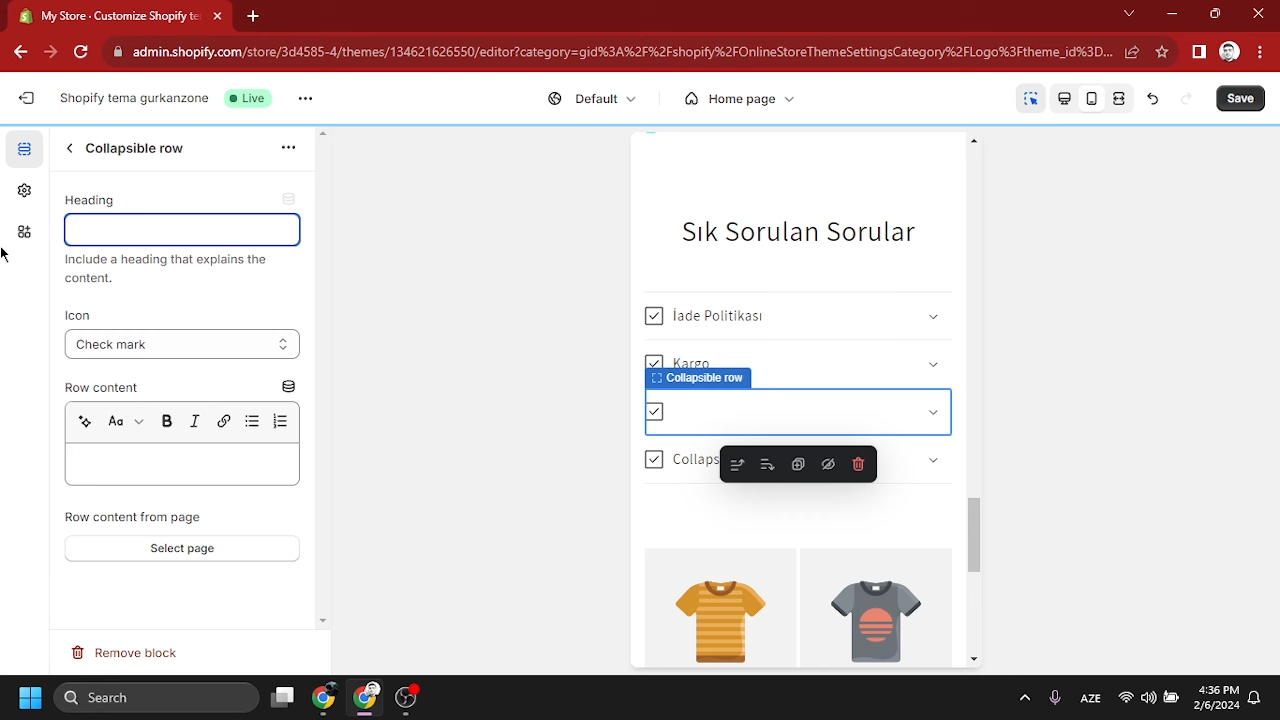 My Store · Customize Shopify te
admin.shopify.com/store/3d4585-4/themes/134621626550/editor?category=gid%3A%2F%2Fshopify%2FOnlineStoreThemeSettingsCategory%2FLogo%3Ftheme_id%3D...
Shopify tema gurkanzone
Live
Default
Home page
Save
Collapsible row
Heading
Include a heading that explains the
content.
Icon
Check mark
Row content
Aa
B
I
Row content from page
Select page
Remove block
Sık Sorulan Sorular
İade Politikası
Kargo
Collapsible row
Collaps
Search
AZE
4:36 PM
2/6/2024